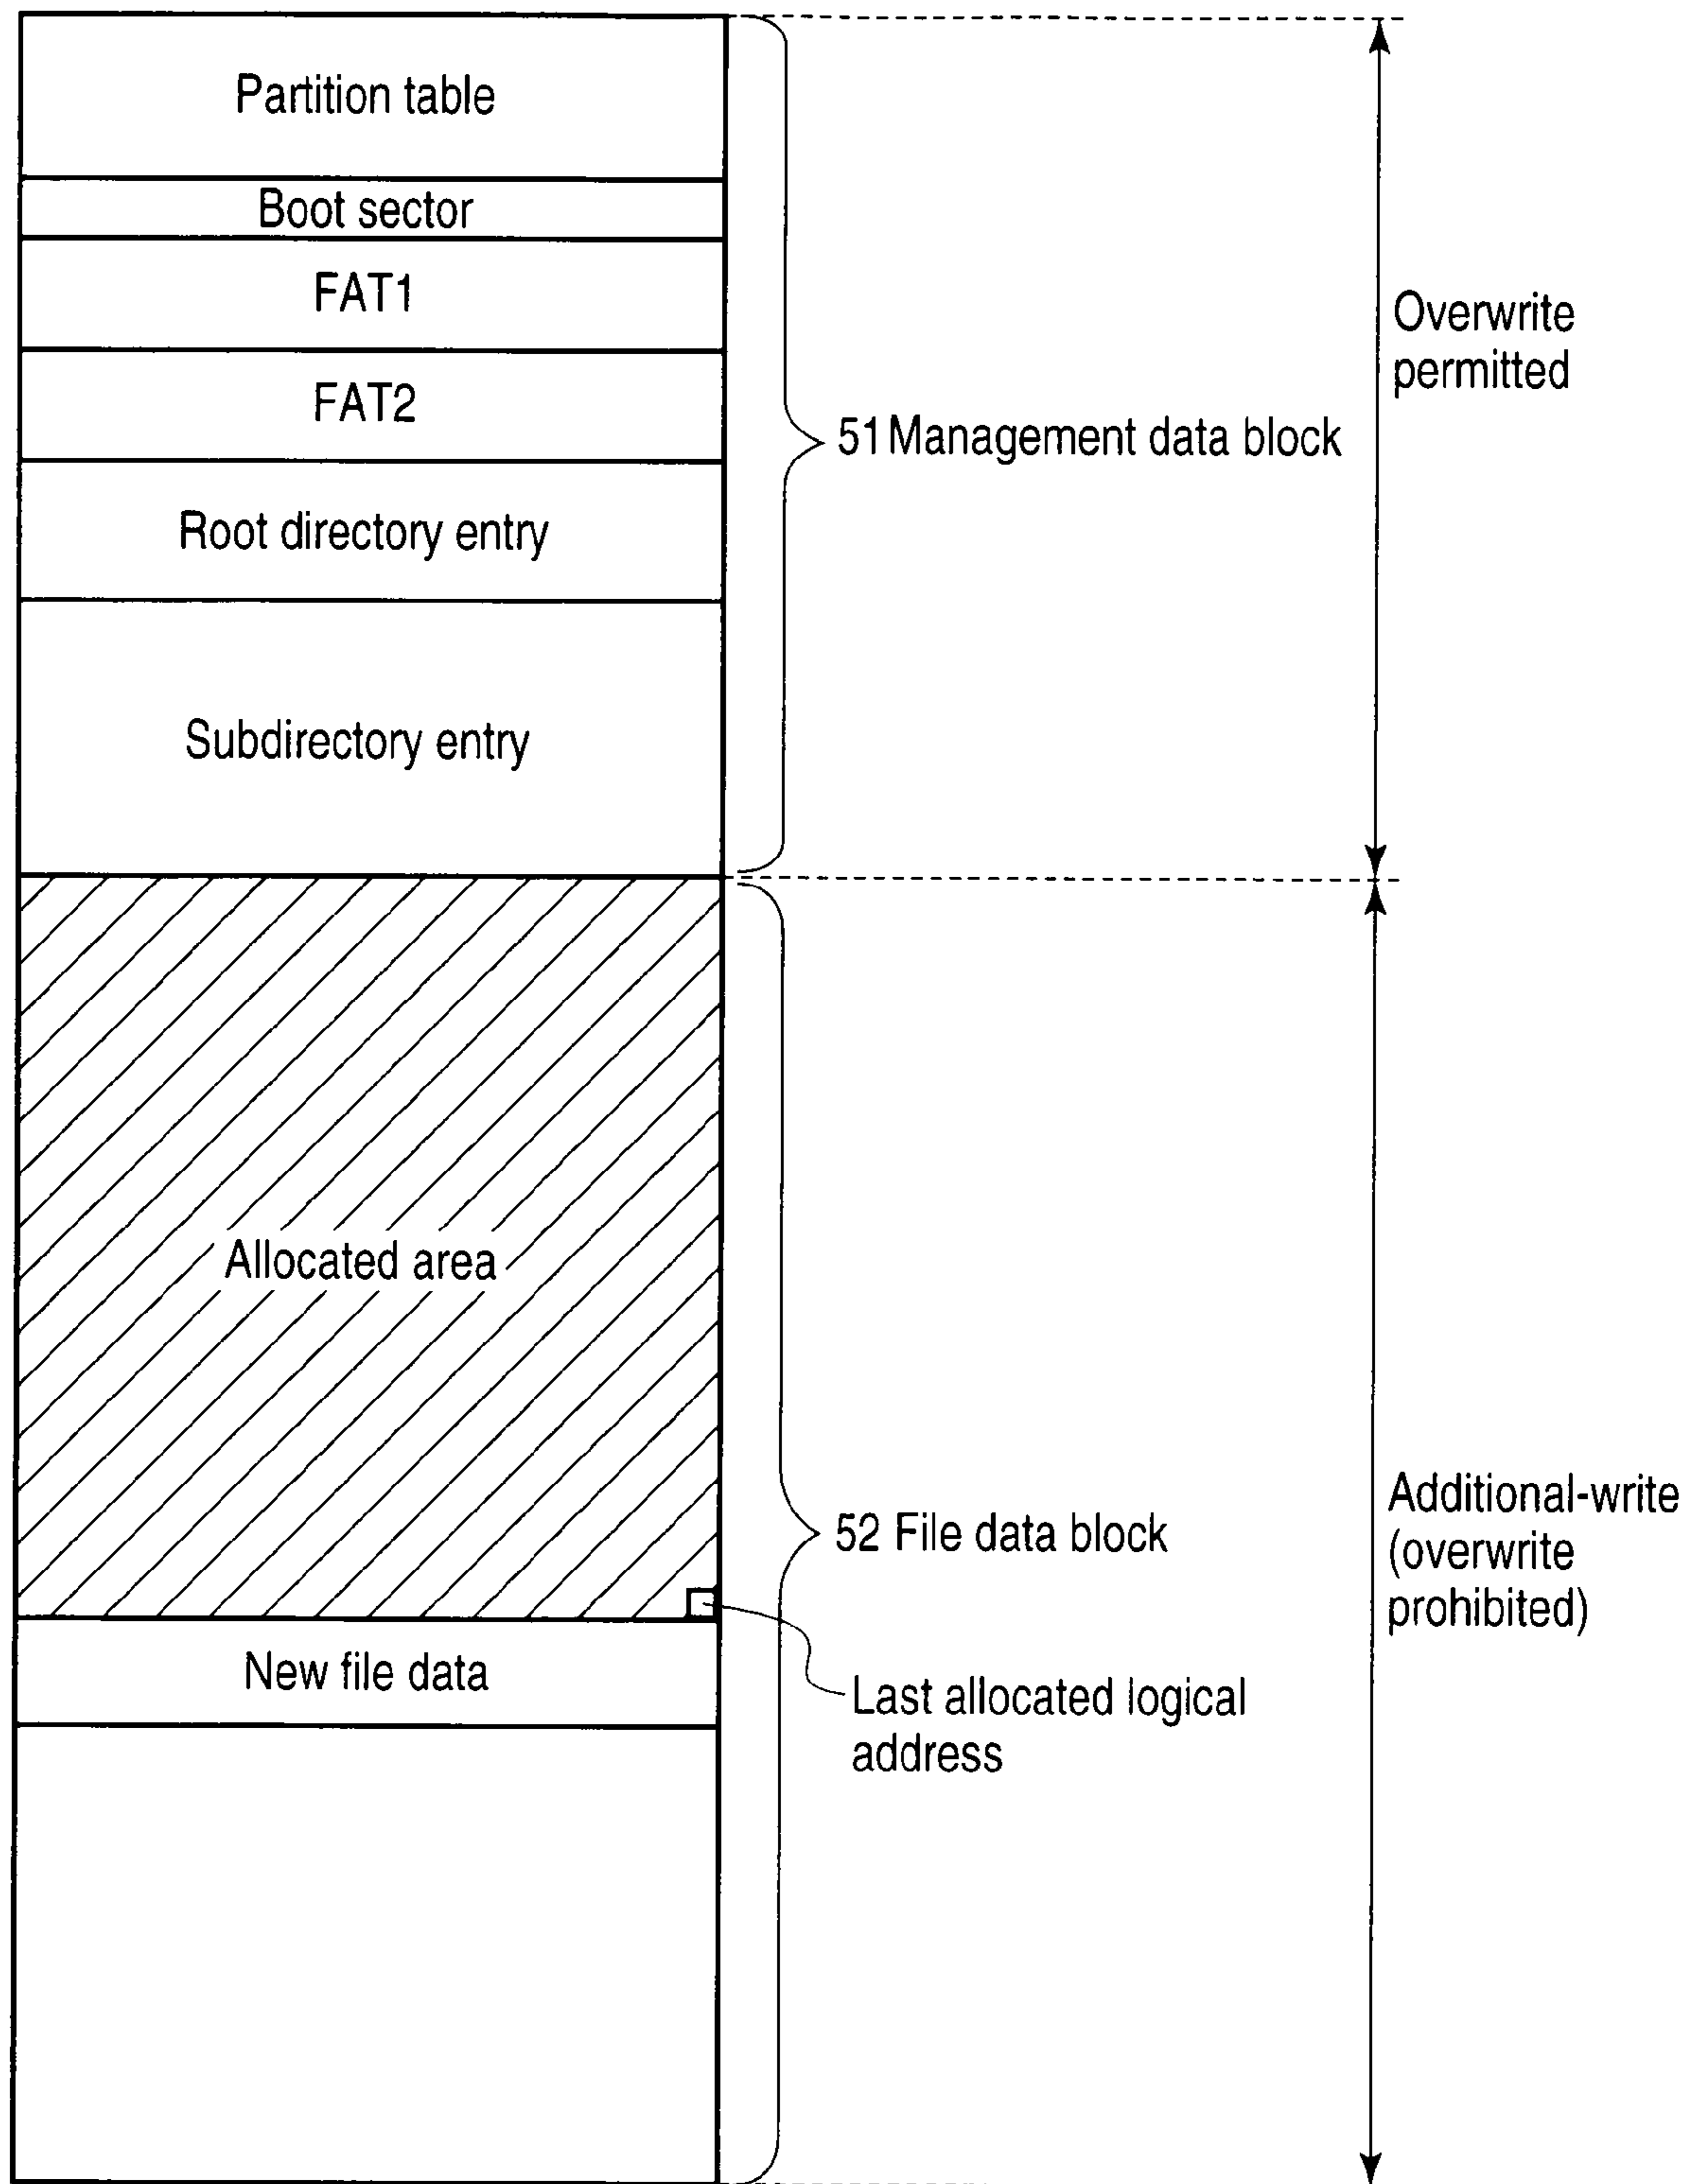 Partition table
Boot sector
FAT1
FAT2
Root directory entry
Subdirectory entry
51 Management data block
Overwrite
permitted
Allocated area
52 File data block
Additional-write
(overwrite
prohibited)
New file data
Last allocated logical
address